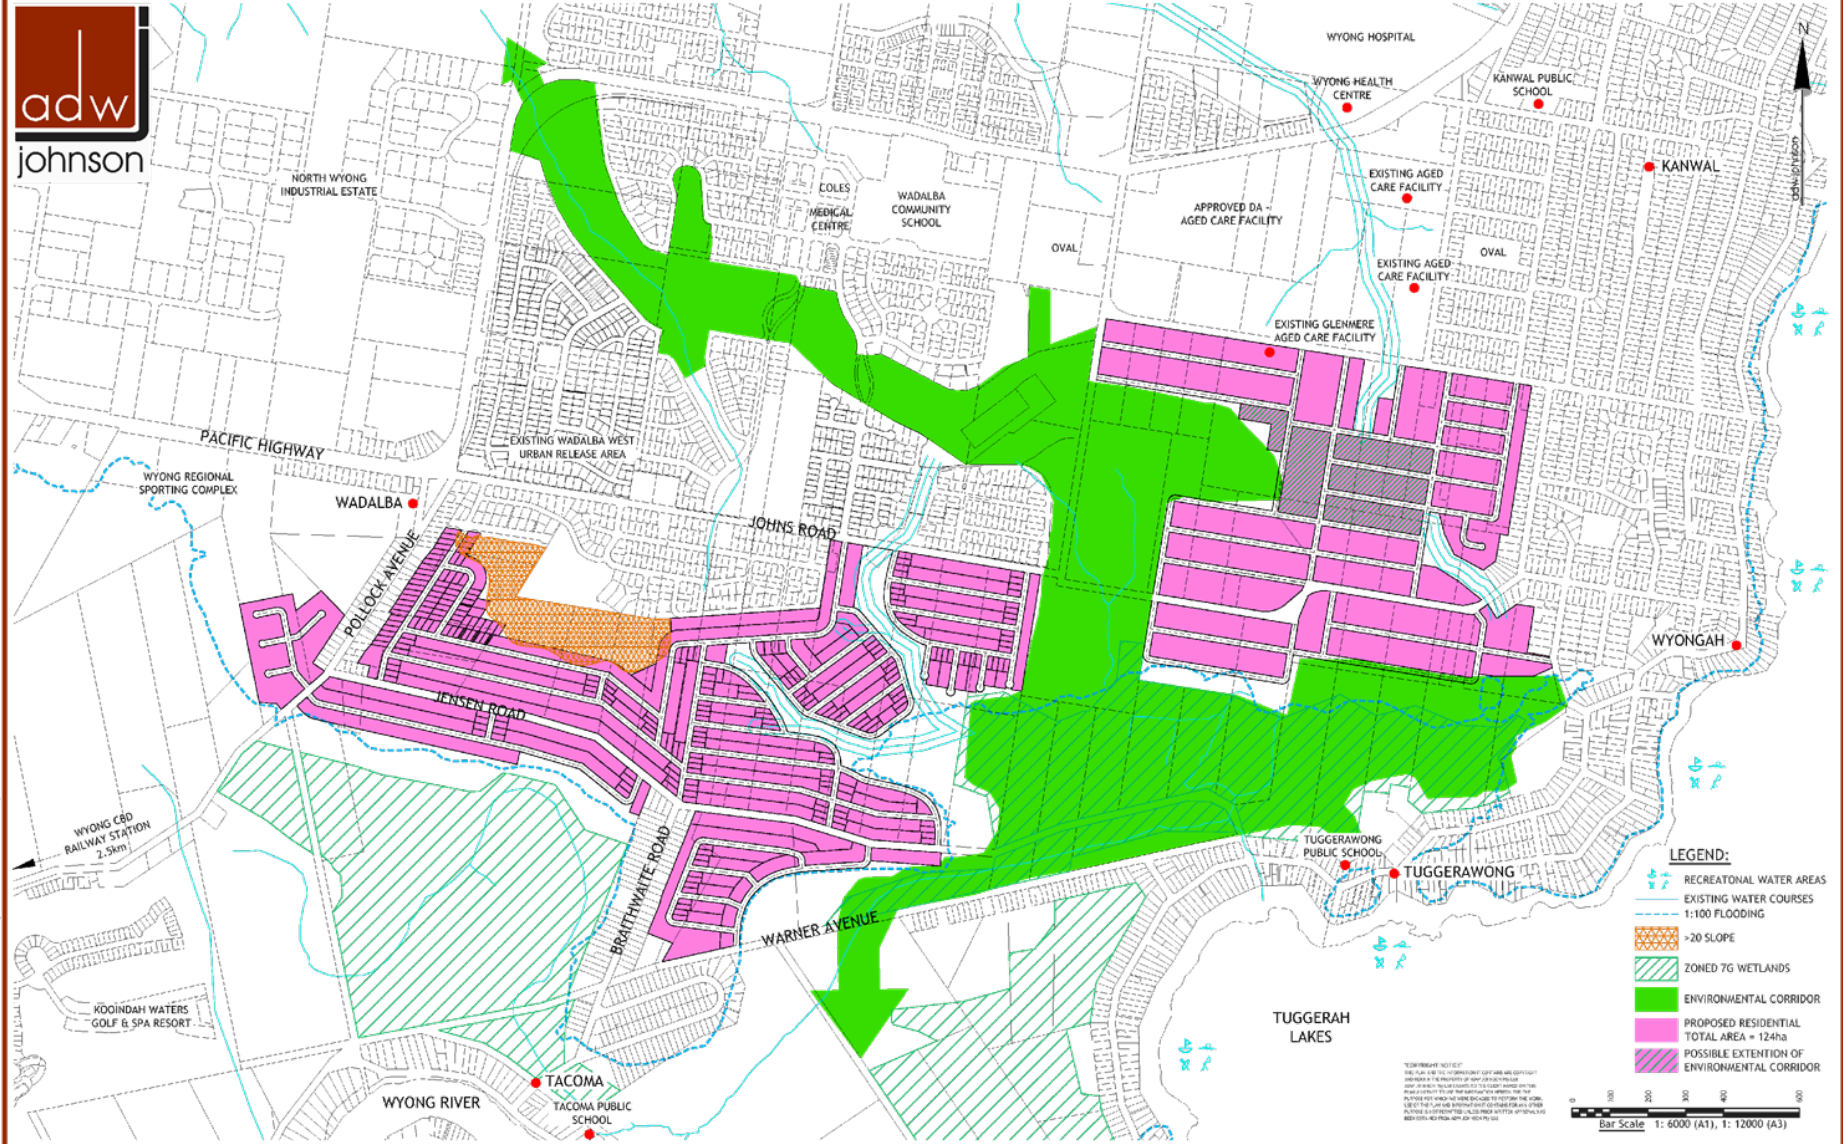 adw
johnson
WYONG HOSPITAL
N
WYONG HEALTH
CENTRE
KANWAL PUBLIC
SCHOOL
KANWAL
NORTH WYONG
INDUSTRIAL ESTATE
COLES
MEDICAL
CENTRE
WADALBA
COMMUNITY
SCHOOL
EXISTING AGED
CARE FACILITY
APPROVED DA -
AGED CARE FACILITY
OVAL
OVAL
EXISTING AGED
CARE FACILITY
EXISTING GLENMERE
AGED CARE FACILITY
PACIFIC HIGHWAY
EXISTING WADALBA WEST
URBAN RELEASE AREA
WYONG REGIONAL
SPORTING COMPLEX
WADALBA
JOHNS ROAD
POLLOCK AVENUE
WYONGAH
JENSEN ROAD
WYONG CBD
RAILWAY STATION
2.5km
BRAITHWAITE ROAD
TUGGERAWONG
PUBLIC SCHOOL
TUGGERAWONG
WARNER AVENUE
KOOINDAH WATERS
GOLF & SPA RESORT
TUGGERAH
LAKES
TACOMA
WYONG RIVER
TACOMA PUBLIC
SCHOOL
LEGEND:
RECREATONAL WATER AREAS
EXISTING WATER COURSES
1:100 FLOODING
>20 SLOPE
ZONED 7G WETLANDS
ENVIRONMENTAL CORRIDOR
PROPOSED RESIDENTIAL
TOTAL AREA = 124ha
POSSIBLE EXTENTION OF
ENVIRONMENTAL CORRIDOR
0 100 200 300 400 600
Bar Scale 1: 6000 (A1), 1: 12000 (A3)